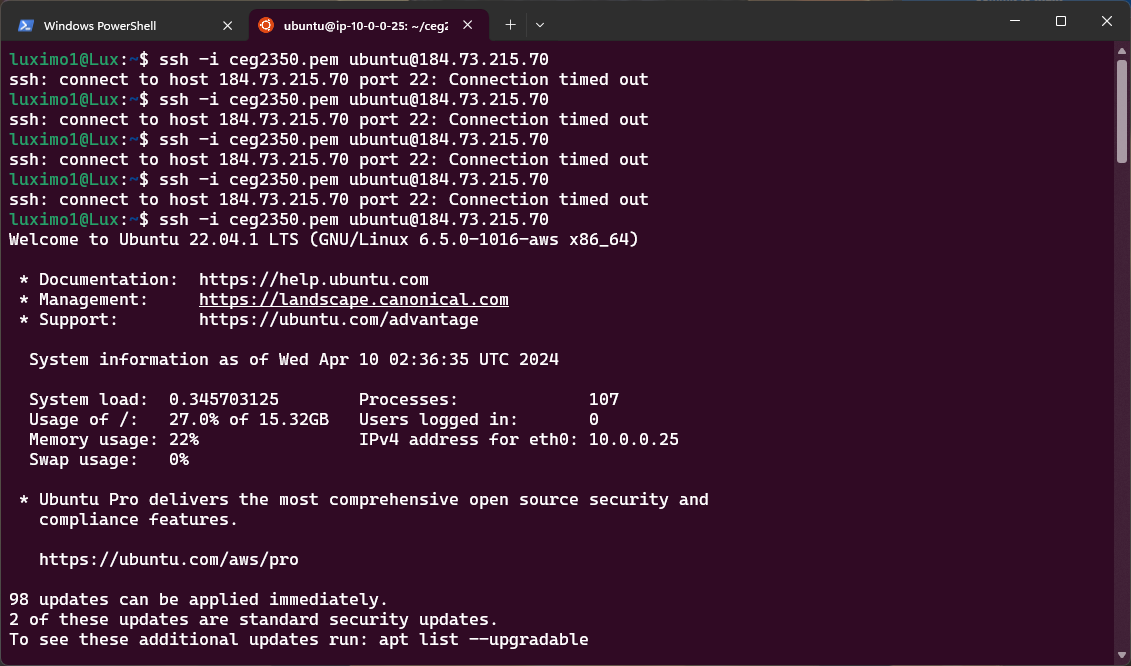 Windows PowerShell
ubuntu@ip-10-0-0-25: ~/ceg2
luximo1@Lux:~$ ssh -i ceg2350.pem ubuntu@184.73.215.70
ssh: connect to host 184.73.215.70 port 22: Connection timed out
luximo1@Lux:~$ ssh -i ceg2350.pem ubuntu@184.73.215.70
ssh: connect to host 184.73.215.70 port 22: Connection timed out
luximo1@Lux:~$ ssh -i ceg2350.pem ubuntu@184.73.215.70
ssh: connect to host 184.73.215.70 port 22: Connection timed out
luximo1@Lux:~$ ssh -i ceg2350.pem ubuntu@184.73.215.70
ssh: connect to host 184.73.215.70 port 22: Connection timed out
luximo1@Lux:~$ ssh -i ceg2350.pem ubuntu@184.73.215.70
Welcome to Ubuntu 22.04.1 LTS (GNU/Linux 6.5.0-1016-aws x86_64)
* Documentation:  https://help.ubuntu.com
* Management:     https://landscape.canonical.com
* Support:        https://ubuntu.com/advantage
System information as of Wed Apr 10 02:36:35 UTC 2024
System load:  0.345703125        Processes:             107
Usage of /:   27.0% of 15.32GB   Users logged in:       0
Memory usage: 22%                IPv4 address for eth0: 10.0.0.25
Swap usage:   0%
* Ubuntu Pro delivers the most comprehensive open source security and
compliance features.
https://ubuntu.com/aws/pro
98 updates can be applied immediately.
2 of these updates are standard security updates.
To see these additional updates run: apt list --upgradable